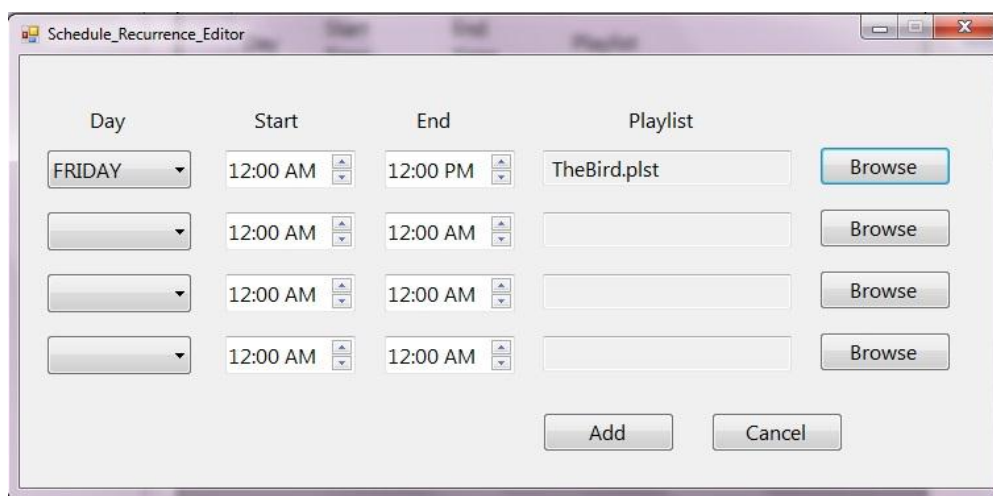 Schedule_Recurrence_Editor
Day Start End Playlist
FRIDAY 12:00 AM 12:00 PM TheBird.plst Browse
12:00 AM 12:00 AM Browse
12:00 AM 12:00 AM Browse
12:00 AM 12:00 AM Browse
Add Cancel